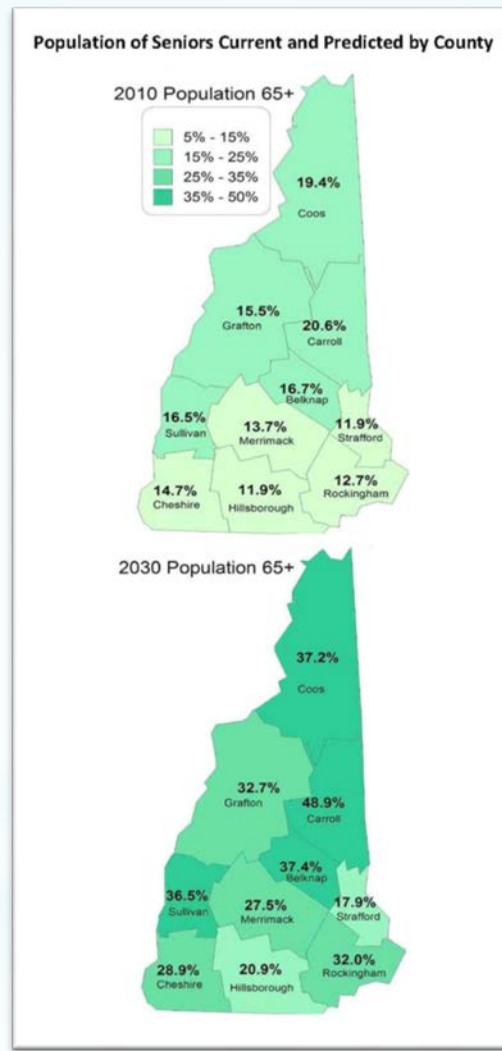 Population of Seniors Current and Predicted by County
2010 Population 65+
5% - 15%
15% - 25%
25% - 35%
35% - 50%
19.4%
Coos
15.5%
Grafton
20.6%
Carroll
16.7%
Belknap
16.5%
Sullivan
13.7%
Merrimack
11.9%
Strafford
14.7%
Cheshire
11.9%
Hillsborough
12.7%
Rockingham
2030 Population 65+
37.2%
Coos
32.7%
Grafton
48.9%
Carroll
37.4%
Belknap
36.5%
Sullivan
27.5%
Merrimack
17.9%
Strafford
28.9%
Cheshire
20.9%
Hillsborough
32.0%
Rockingham